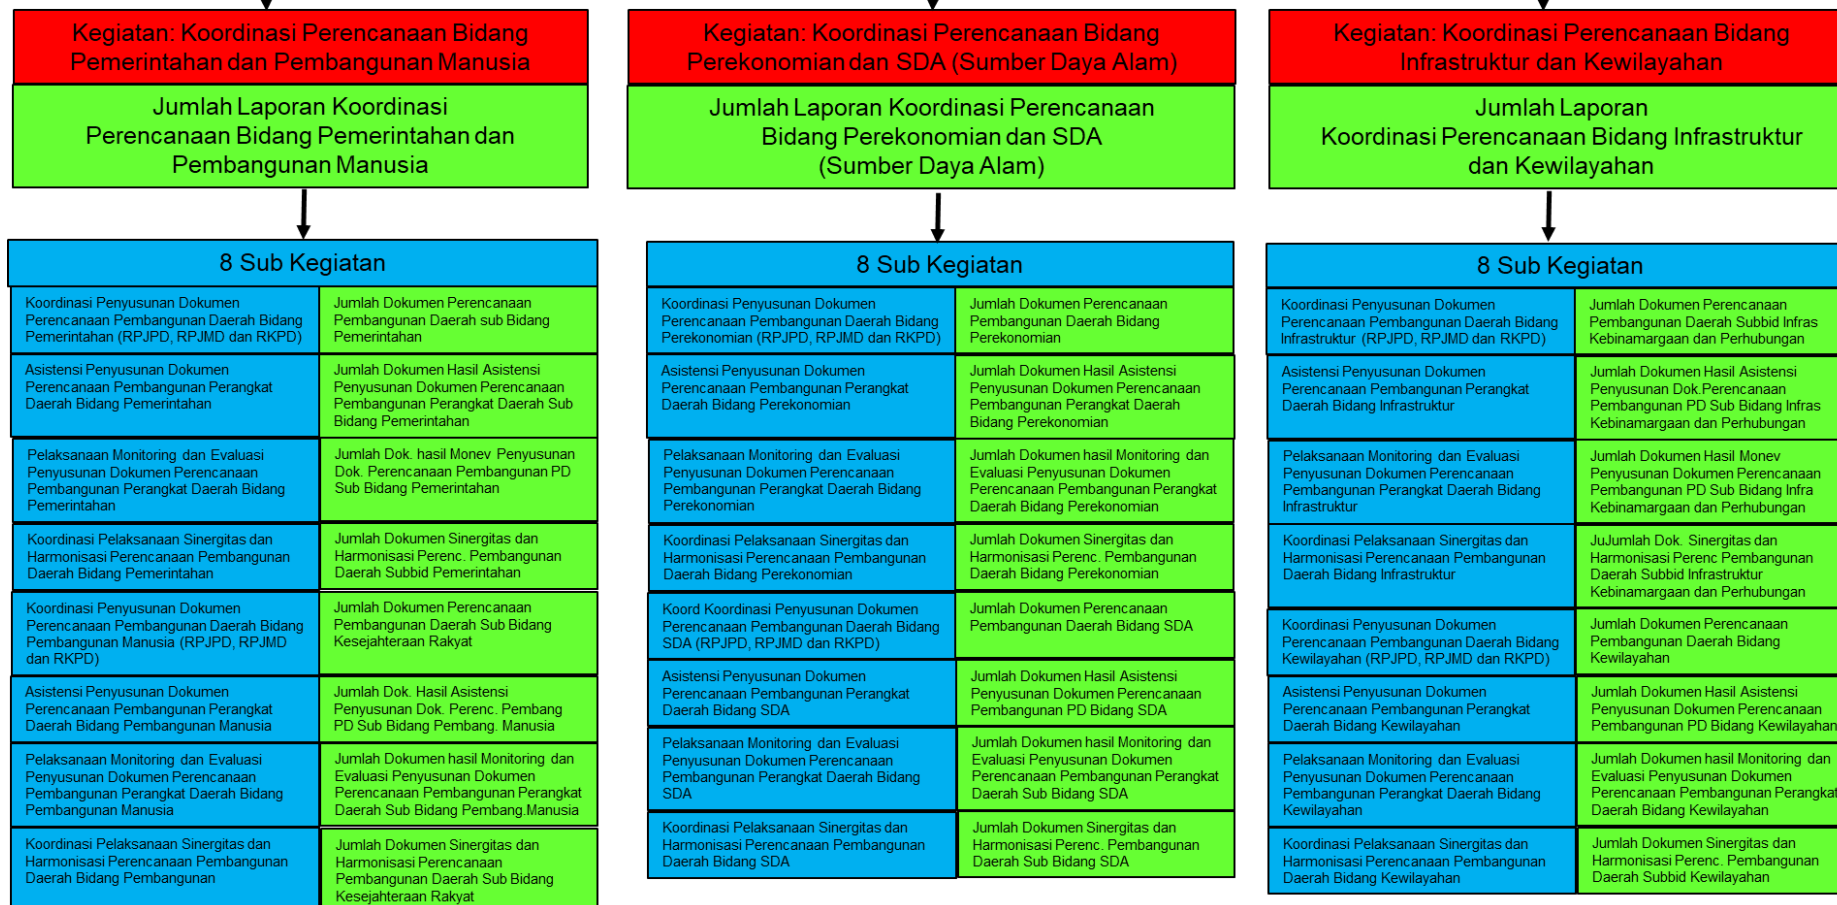 Kegiatan: Koordinasi Perencanaan Bidang
Pemerintahan dan Pembangunan Manusia
Jumlah Laporan Koordinasi
Perencanaan Bidang Pemerintahan dan
Pembangunan Manusia
8 Sub Kegiatan
Koordinasi Penyusunan Dokumen
Perencanaan Pembangunan Daerah Bidang
Pemerintahan (RPJPD, RPJMD dan RKPD)
Jumlah Dokumen Perencanaan
Pembangunan Daerah sub Bidang
Pemerintahan
Asistensi Penyusunan Dokumen
Perencanaan Pembangunan Perangkat
Daerah Bidang Pemerintahan
Jumlah Dokumen Hasil Asistensi
Penyusunan Dokumen Perencanaan
Pembangunan Perangkat Daerah Sub
Bidang Pemerintahan
Pelaksanaan Monitoring dan Evaluasi
Penyusunan Dokumen Perencanaan
Pembangunan Perangkat Daerah Bidang
Pemerintahan
Jumlah Dok. hasil Monev Penyusunan
Dok. Perencanaan Pembangunan PD
Sub Bidang Pemerintahan
Koordinasi Pelaksanaan Sinergitas dan
Harmonisasi Perencanaan Pembangunan
Daerah Bidang Pemerintahan
Jumlah Dokumen Sinergitas dan
Harmonisasi Perenc. Pembangunan
Daerah Subbid Pemerintahan
Koordinasi Penyusunan Dokumen
Perencanaan Pembangunan Daerah Bidang
Pembangunan Manusia (RPJPD, RPJMD
dan RKPD)
Jumlah Dokumen Perencanaan
Pembangunan Daerah Sub Bidang
Kesejahteraan Rakyat
Asistensi Penyusunan Dokumen
Perencanaan Pembangunan Perangkat
Daerah Bidang Pembangunan Manusia
Jumlah Dok. Hasil Asistensi
Penyusunan Dok. Perenc. Pembang
PD Sub Bidang Pembang. Manusia
Pelaksanaan Monitoring dan Evaluasi
Penyusunan Dokumen Perencanaan
Pembangunan Perangkat Daerah Bidang
Pembangunan Manusia
Jumlah Dokumen hasil Monitoring dan
Evaluasi Penyusunan Dokumen
Perencanaan Pembangunan Perangkat
Daerah Sub Bidang Pembang.Manusia
Koordinasi Pelaksanaan Sinergitas dan
Harmonisasi Perencanaan Pembangunan
Daerah Bidang Pembangunan
Jumlah Dokumen Sinergitas dan
Harmonisasi Perencanaan
Pembangunan Daerah Sub Bidang
Kesejahteraan Rakyat
Kegiatan: Koordinasi Perencanaan Bidang
Perekonomian dan SDA (Sumber Daya Alam)
Jumlah Laporan Koordinasi Perencanaan
Bidang Perekonomian dan SDA
(Sumber Daya Alam)
8 Sub Kegiatan
Koordinasi Penyusunan Dokumen
Perencanaan Pembangunan Daerah Bidang
Perekonomian (RPJPD, RPJMD dan RKPD)
Jumlah Dokumen Perencanaan
Pembangunan Daerah Bidang
Perekonomian
Asistensi Penyusunan Dokumen
Perencanaan Pembangunan Perangkat
Daerah Bidang Perekonomian
Jumlah Dokumen Hasil Asistensi
Penyusunan Dokumen Perencanaan
Pembangunan Perangkat Daerah
Bidang Perekonomian
Pelaksanaan Monitoring dan Evaluasi
Penyusunan Dokumen Perencanaan
Pembangunan Perangkat Daerah Bidang
Perekonomian
Jumlah Dokumen hasil Monitoring dan
Evaluasi Penyusunan Dokumen
Perencanaan Pembangunan Perangkat
Daerah Bidang Perekonomian
Koordinasi Pelaksanaan Sinergitas dan
Harmonisasi Perencanaan Pembangunan
Daerah Bidang Perekonomian
Jumlah Dokumen Sinergitas dan
Harmonisasi Perenc. Pembangunan
Daerah Bidang Perekonomian
Koord Koordinasi Penyusunan Dokumen
Perencanaan Pembangunan Daerah Bidang
SDA (RPJPD, RPJMD dan RKPD)
Jumlah Dokumen Perencanaan
Pembangunan Daerah Bidang SDA
Asistensi Penyusunan Dokumen
Perencanaan Pembangunan Perangkat
Daerah Bidang SDA
Jumlah Dokumen Hasil Asistensi
Penyusunan Dokumen Perencanaan
Pembangunan PD Bidang SDA
Pelaksanaan Monitoring dan Evaluasi
Penyusunan Dokumen Perencanaan
Pembangunan Perangkat Daerah Bidang
SDA
Jumlah Dokumen hasil Monitoring dan
Evaluasi Penyusunan Dokumen
Perencanaan Pembangunan Perangkat
Daerah Sub Bidang SDA
Koordinasi Pelaksanaan Sinergitas dan
Harmonisasi Perencanaan Pembangunan
Daerah Bidang SDA
Jumlah Dokumen Sinergitas dan
Harmonisasi Perenc. Pembangunan
Daerah Sub Bidang SDA
Kegiatan: Koordinasi Perencanaan Bidang
Infrastruktur dan Kewilayahan
Jumlah Laporan
Koordinasi Perencanaan Bidang Infrastruktur
dan Kewilayahan
8 Sub Kegiatan
Koordinasi Penyusunan Dokumen
Perencanaan Pembangunan Daerah Bidang
Infrastruktur (RPJPD, RPJMD dan RKPD)
Jumlah Dokumen Perencanaan
Pembangunan Daerah Subbid Infras
Kebinamargaan dan Perhubungan
Asistensi Penyusunan Dokumen
Perencanaan Pembangunan Perangkat
Daerah Bidang Infrastruktur
Jumlah Dokumen Hasil Asistensi
Penyusunan Dok.Perencanaan
Pembangunan PD Sub Bidang Infras
Kebinamargaan dan Perhubungan
Pelaksanaan Monitoring dan Evaluasi
Penyusunan Dokumen Perencanaan
Pembangunan Perangkat Daerah Bidang
Infrastruktur
Jumlah Dokumen Hasil Monev
Penyusunan Dokumen Perencanaan
Pembangunan PD Sub Bidang Infra
Kebinamargaan dan Perhubungan
Koordinasi Pelaksanaan Sinergitas dan
Harmonisasi Perencanaan Pembangunan
Daerah Bidang Infrastruktur
JuJumlah Dok. Sinergitas dan
Harmonisasi Perenc Pembangunan
Daerah Subbid Infrastruktur
Kebinamargaan dan Perhubungan
Koordinasi Penyusunan Dokumen
Perencanaan Pembangunan Daerah Bidang
Kewilayahan (RPJPD, RPJMD dan RKPD)
Jumlah Dokumen Perencanaan
Pembangunan Daerah Bidang
Kewilayahan
Asistensi Penyusunan Dokumen
Perencanaan Pembangunan Perangkat
Daerah Bidang Kewilayahan
Jumlah Dokumen Hasil Asistensi
Penyusunan Dokumen Perencanaan
Pembangunan PD Bidang Kewilayahan
Pelaksanaan Monitoring dan Evaluasi
Penyusunan Dokumen Perencanaan
Pembangunan Perangkat Daerah Bidang
Kewilayahan
Jumlah Dokumen hasil Monitoring dan
Evaluasi Penyusunan Dokumen
Perencanaan Pembangunan Perangkat
Daerah Bidang Kewilayahan
Koordinasi Pelaksanaan Sinergitas dan
Harmonisasi Perencanaan Pembangunan
Daerah Bidang Kewilayahan
Jumlah Dokumen Sinergitas dan
Harmonisasi Perenc. Pembangunan
Daerah Subbid Kewilayahan